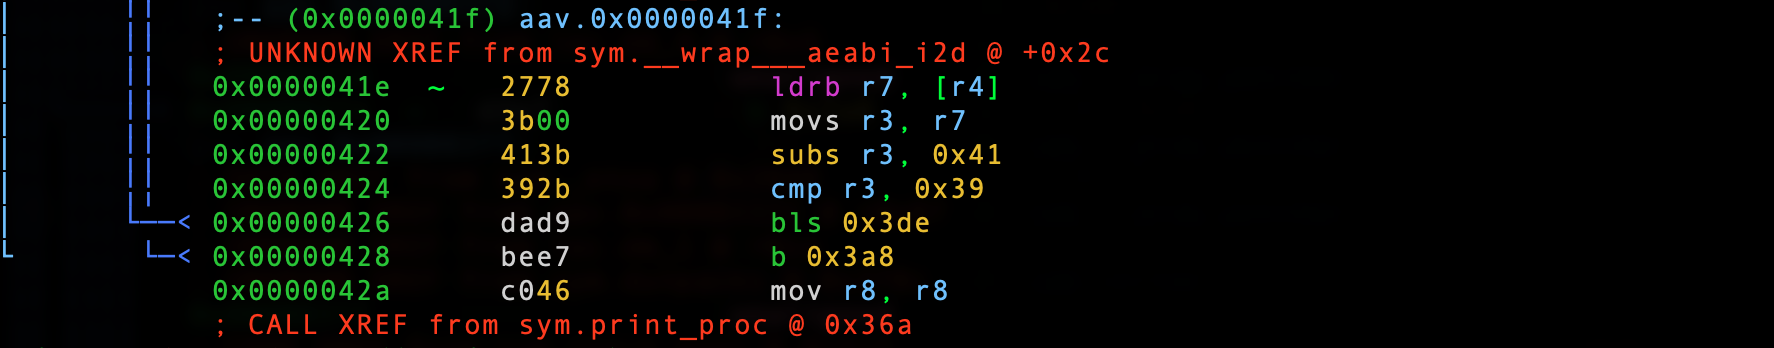 ;-- (0x0000041f) aav.0x0000041f:
; UNKNOWN XREF from sym.__wrap___aeabi_i2d @ +0x2c
0x0000041e ~ 2778 ldrb r7, [r4]
0x00000420 3b00 movs r3, r7
0x00000422 413b subs r3, 0x41
0x00000424 392b cmp r3, 0x39
0x00000426 dad9 bls 0x3de
0x00000428 bee7 b 0x3a8
0x0000042a c046 mov r8, r8
; CALL XREF from sym.print_proc @ 0x36a